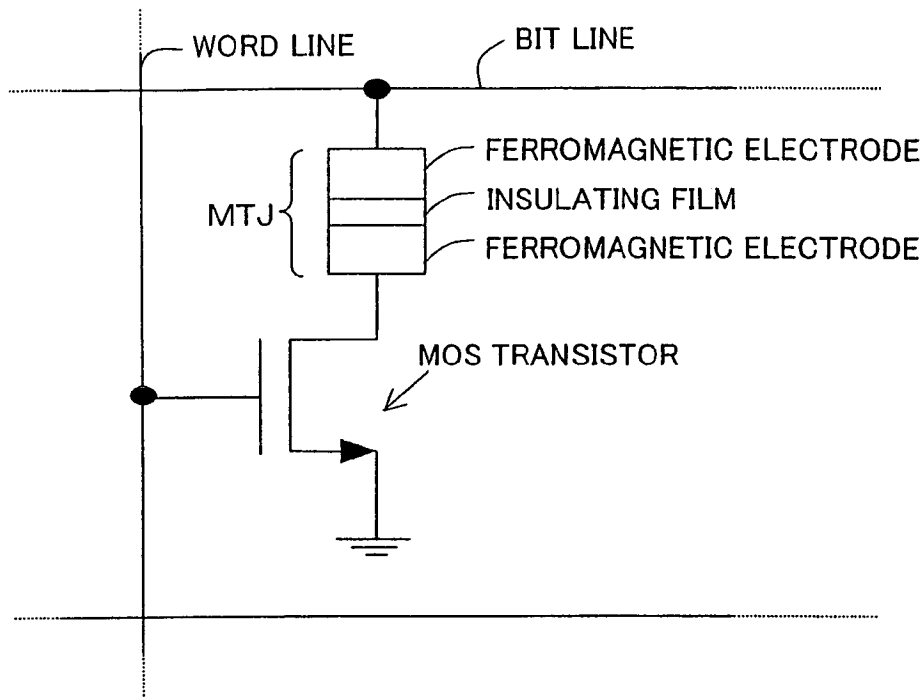 WORD LINE
BIT LINE
FERROMAGNETIC ELECTRODE
MTJ
INSULATING FILM
FERROMAGNETIC ELECTRODE
MOS TRANSISTOR